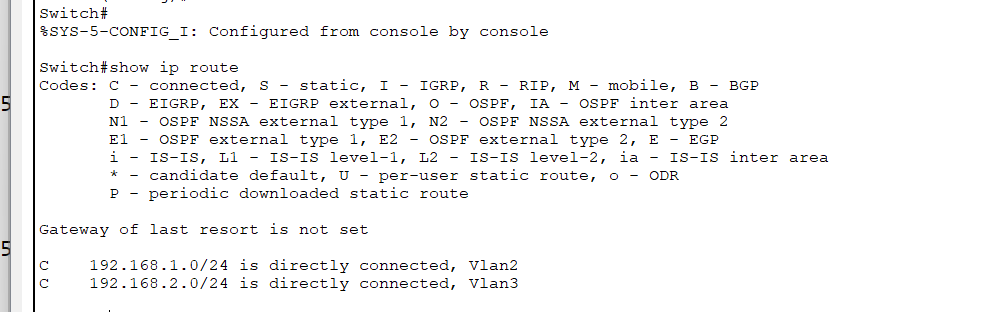 Switch#
%SYS-5-CONFIG_I: Configured from console by console
Switch#show ip route
Codes: C - connected, S - static, I - IGRP, R - RIP, M - mobile, B - BGP
D - EIGRP, EX - EIGRP external, O - OSPF, IA - OSPF inter area
N1 - OSPF NSSA external type 1, N2 - OSPF NSSA external type 2
E1 - OSPF external type 1, E2 - OSPF external type 2, E - EGP
i - IS-IS, L1 - IS-IS level-1, L2 - IS-IS level-2, ia - IS-IS inter area
* - candidate default, U - per-user static route, o - ODR
P - periodic downloaded static route
Gateway of last resort is not set
C 192.168.1.0/24 is directly connected, Vlan2
C 192.168.2.0/24 is directly connected, Vlan3
5
5